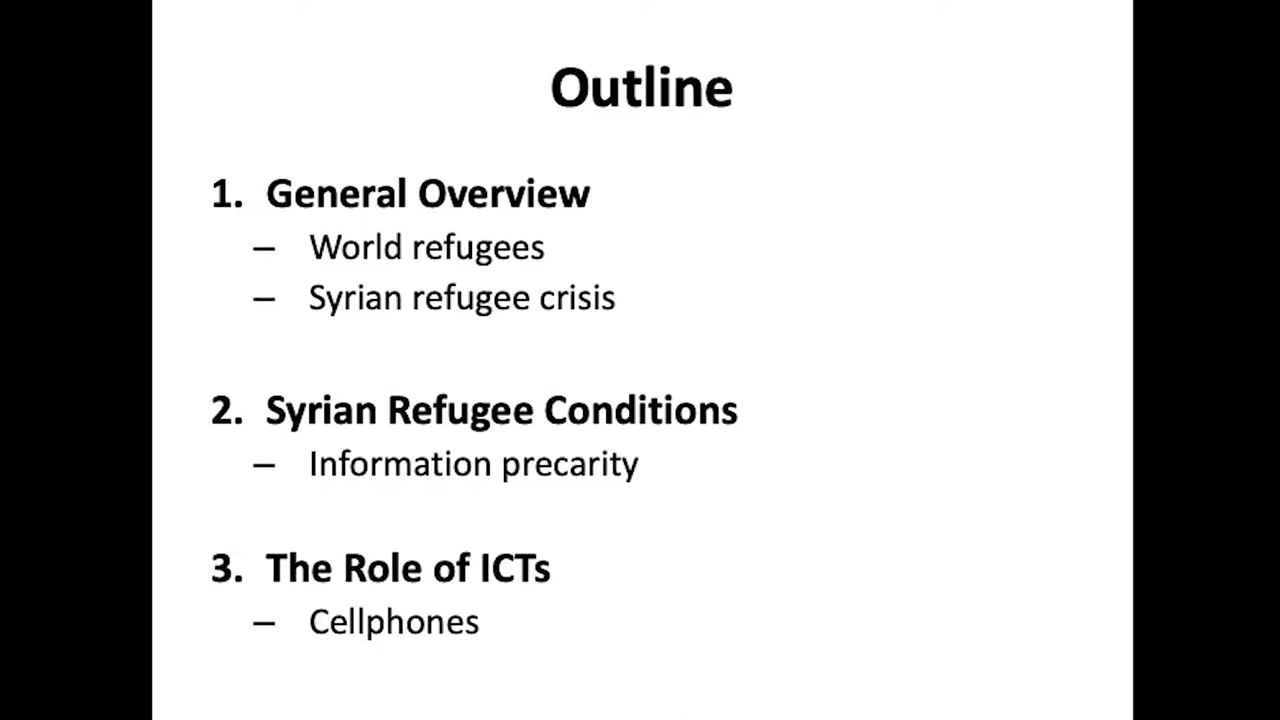 Outline
1. General Overview
– World refugees
– Syrian refugee crisis
2. Syrian Refugee Conditions
– Information precarity
3. The Role of ICTs
– Cellphones